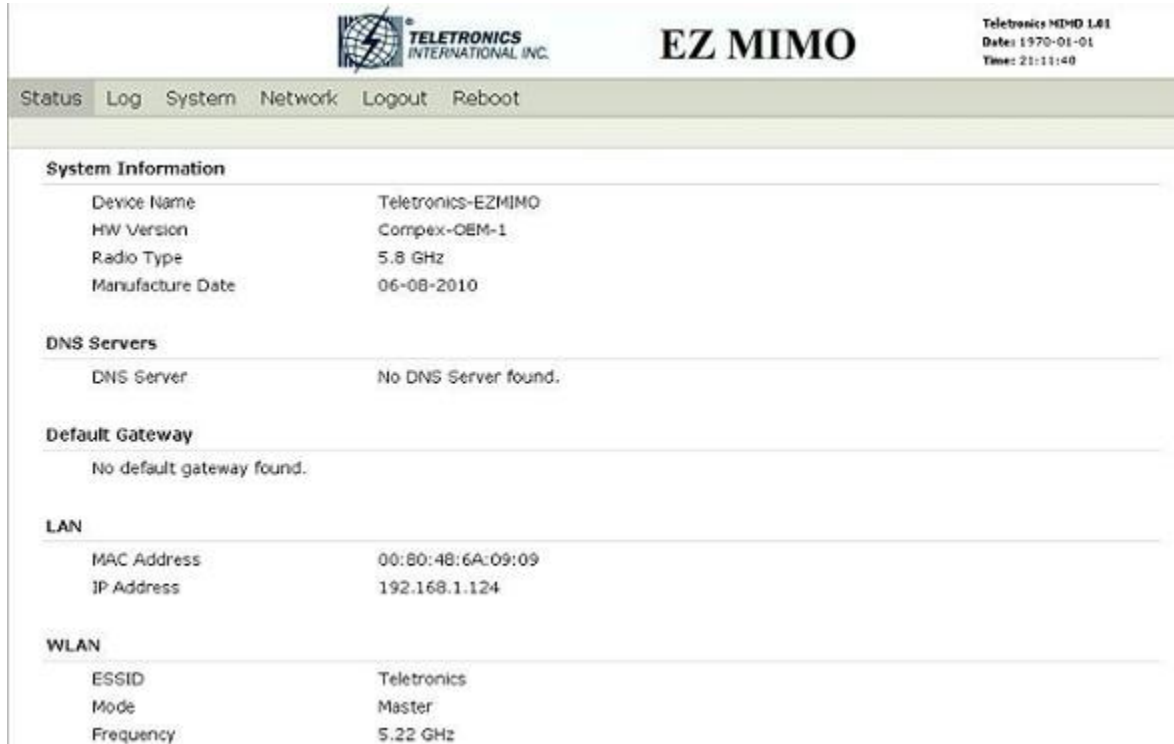 TELETRONICS
INTERNATIONAL INC.
EZ MIMO
Teletronics MIMO 1.01
Date: 1970-01-01
Time: 21:11:40
Status Log System Network Logout Reboot
System Information
Device Name Teletronics-EZMIMO
HW Version Compex-OEM-1
Radio Type 5.8 GHz
Manufacture Date 06-08-2010
DNS Servers
DNS Server No DNS Server found.
Default Gateway
No default gateway found.
LAN
MAC Address 00:80:48:6A:09:09
IP Address 192.168.1.124
WLAN
ESSID Teletronics
Mode Master
Frequency 5.22 GHz